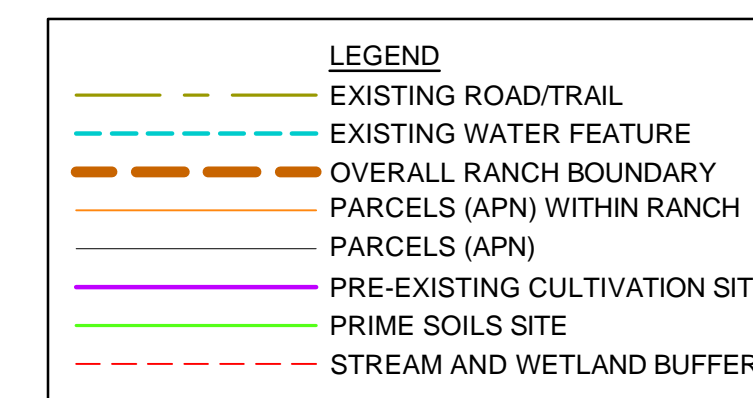 LEGEND
EXISTING ROAD/TRAIL
EXISTING WATER FEATURE
OVERALL RANCH BOUNDARY
PARCELS (APN) WITHIN RANCH
PARCELS (APN)
PRE-EXISTING CULTIVATION SIT
PRIME SOILS SITE
STREAM AND WETLAND BUFFER